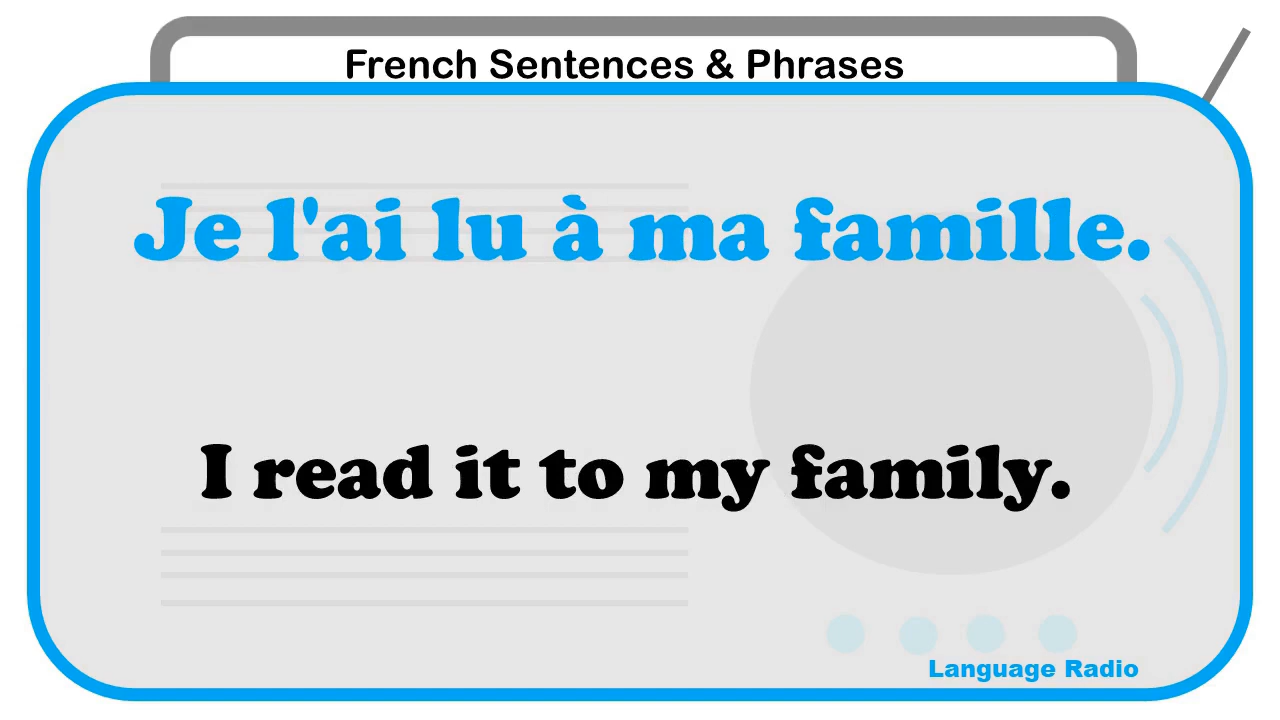 French Sentences & Phrases
Je l'ai lu à ma famille.
I read it to my family.
Language Radio